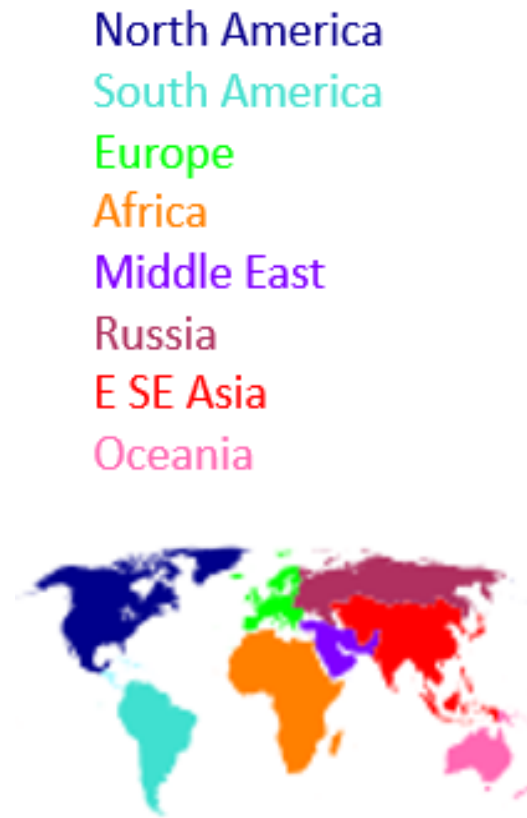 North America
South America
Europe
Africa
Middle East
Russia
E SE Asia
Oceania